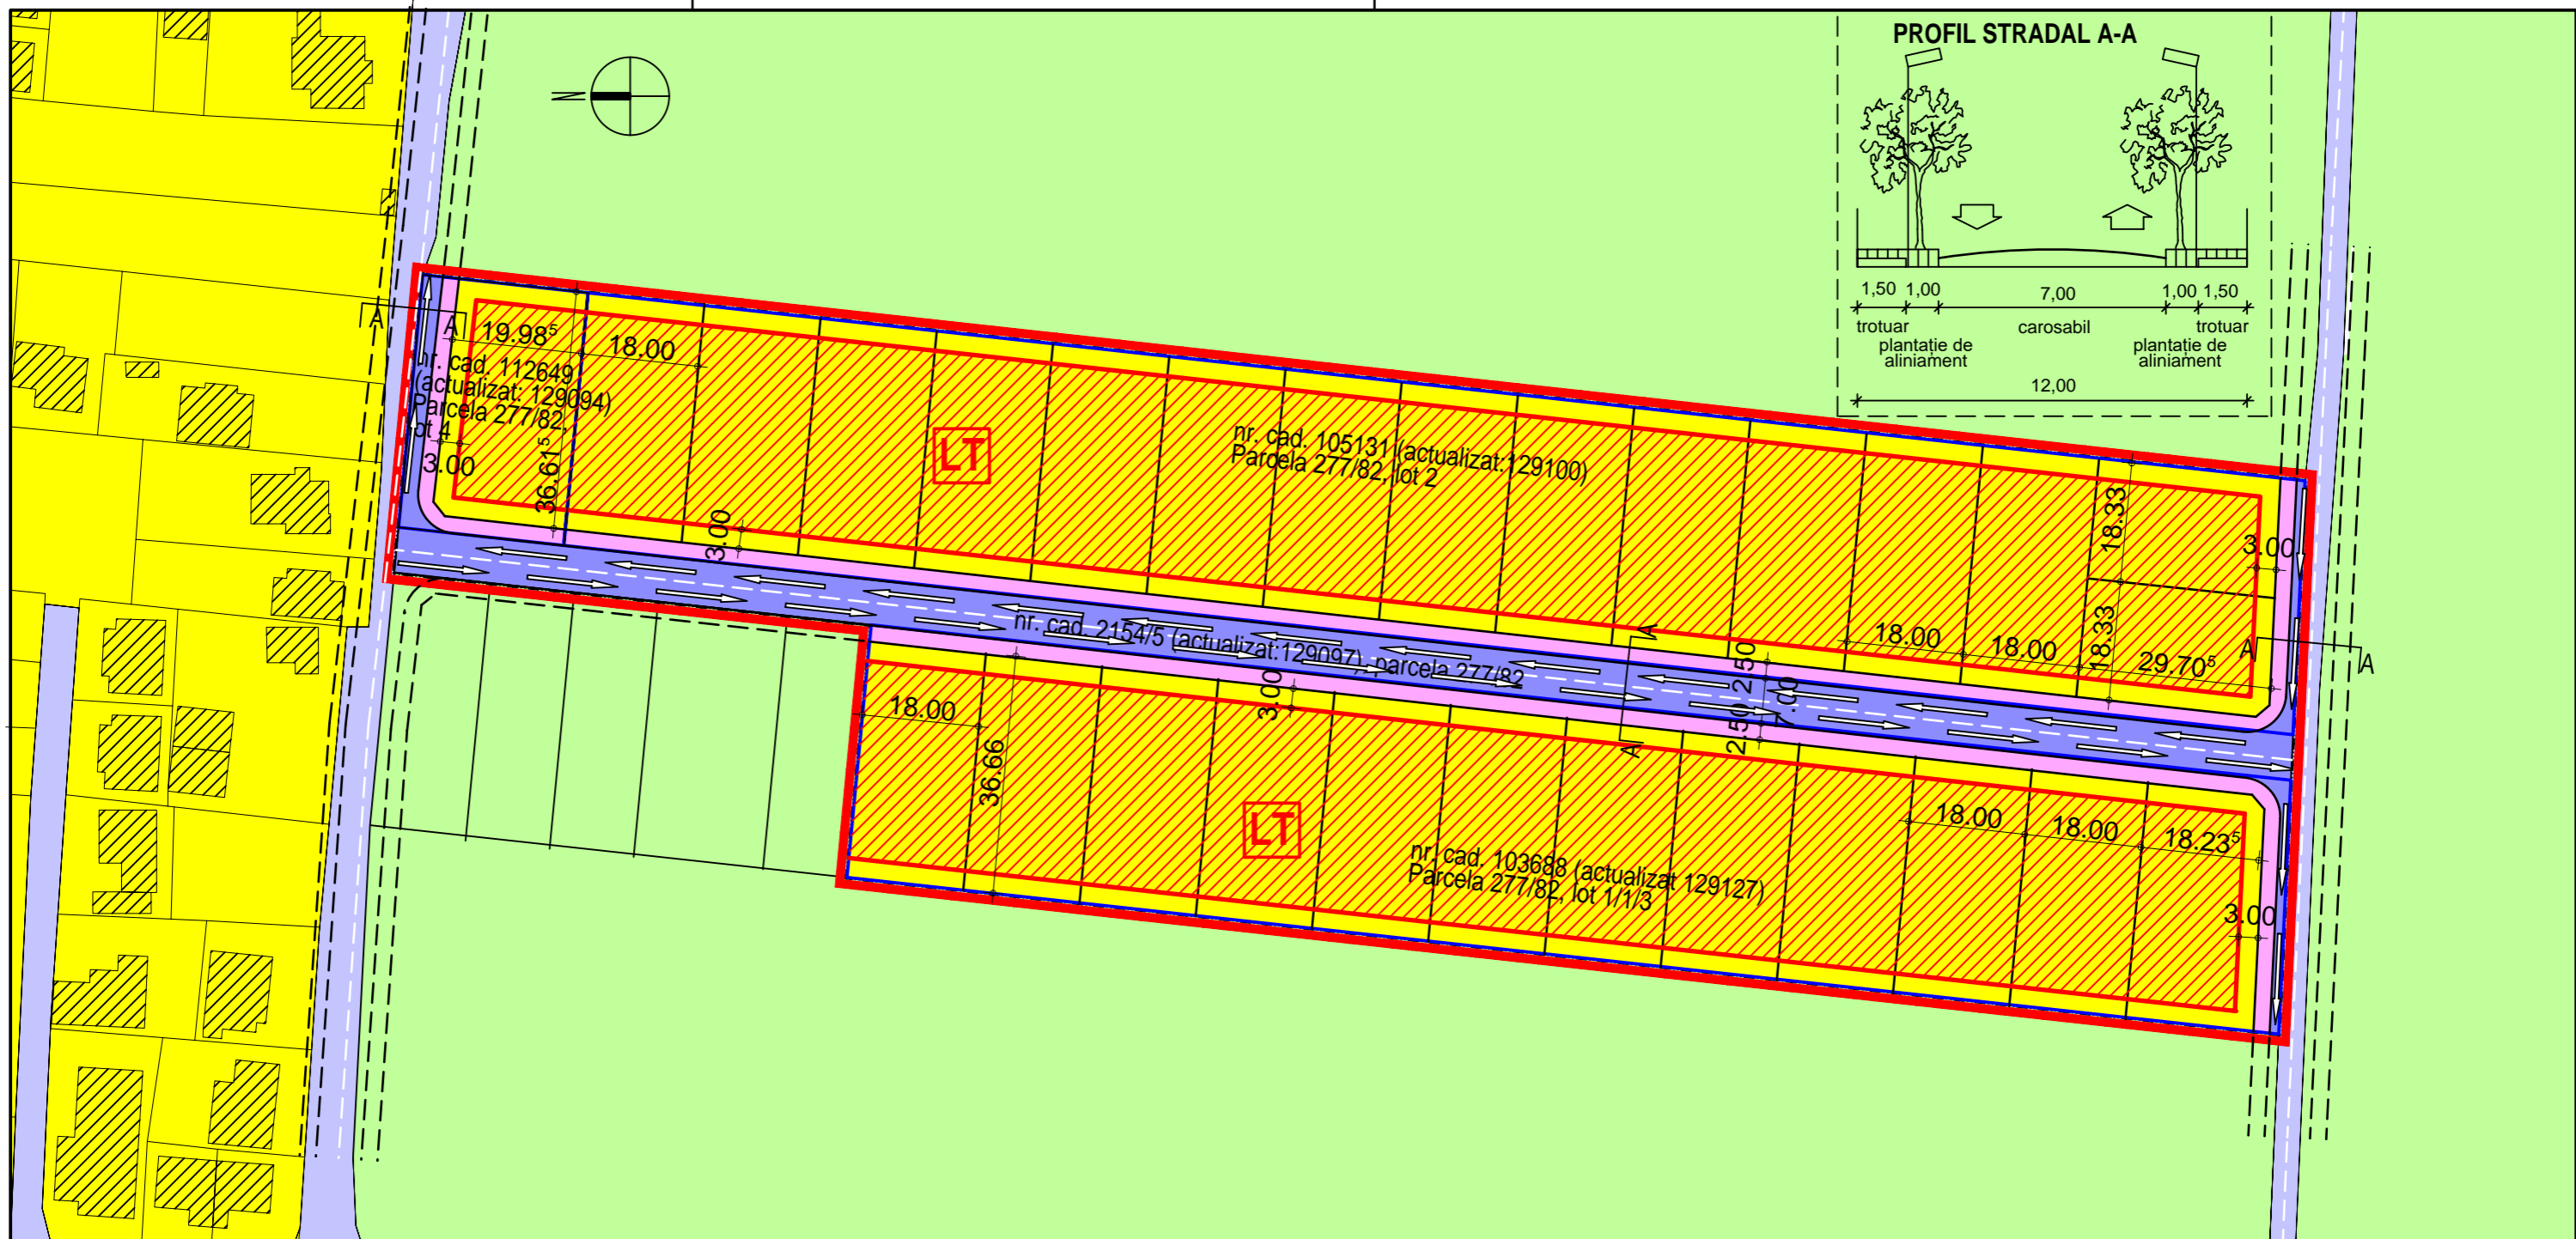 PROFIL STRADAL A-A
1,50 1,00 7,00 1,00 1,50
trotuar carosabil trotuar
plantație de plantație de
aliniament aliniament
12,00
N
A A
19.98⁵ 18.00
nr. cad. 112649
(actualizat: 129094)
Parcela 277/82,
lot 4
3.00
36.61⁵
3.00
LT
nr. cad. 105131 (actualizat:129100)
Parcela 277/82, lot 2
18.33
3.00
18.33
18.00 18.00 29.70⁵
A A
nr. cad. 2154/5 (actualizat:129097), parcela 277/82
A
2.50
7.00
2.50
A
3.00
18.00
36.66
LT
nr. cad. 103688 (actualizat 129127)
Parcela 277/82, lot 1/1/3
18.00 18.00 18.23⁵
3.00